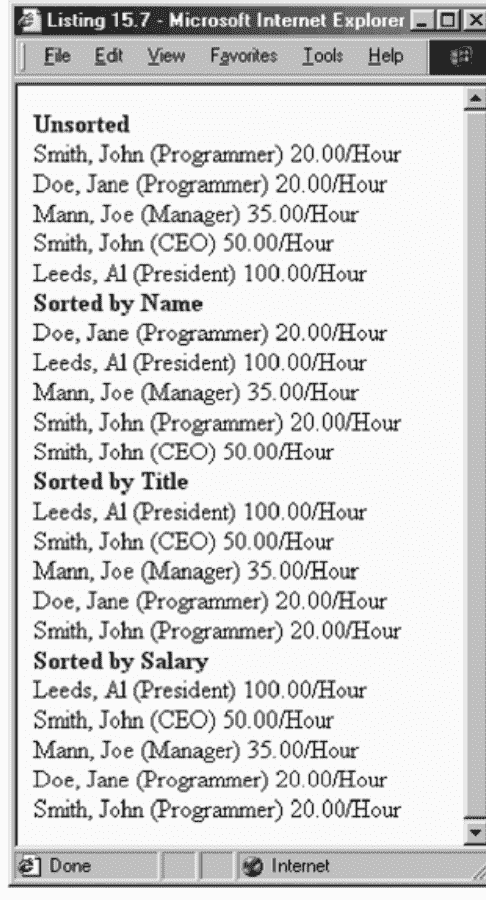 Listing 15.7 - Microsoft Internet Explorer
File Edit View Favorites Tools Help
Unsorted
Smith, John (Programmer) 20.00/Hour
Doe, Jane (Programmer) 20.00/Hour
Mann, Joe (Manager) 35.00/Hour
Smith, John (CEO) 50.00/Hour
Leeds, Al (President) 100.00/Hour
Sorted by Name
Doe, Jane (Programmer) 20.00/Hour
Leeds, Al (President) 100.00/Hour
Mann, Joe (Manager) 35.00/Hour
Smith, John (Programmer) 20.00/Hour
Smith, John (CEO) 50.00/Hour
Sorted by Title
Leeds, Al (President) 100.00/Hour
Smith, John (CEO) 50.00/Hour
Mann, Joe (Manager) 35.00/Hour
Doe, Jane (Programmer) 20.00/Hour
Smith, John (Programmer) 20.00/Hour
Sorted by Salary
Leeds, Al (President) 100.00/Hour
Smith, John (CEO) 50.00/Hour
Mann, Joe (Manager) 35.00/Hour
Doe, Jane (Programmer) 20.00/Hour
Smith, John (Programmer) 20.00/Hour
Done Internet